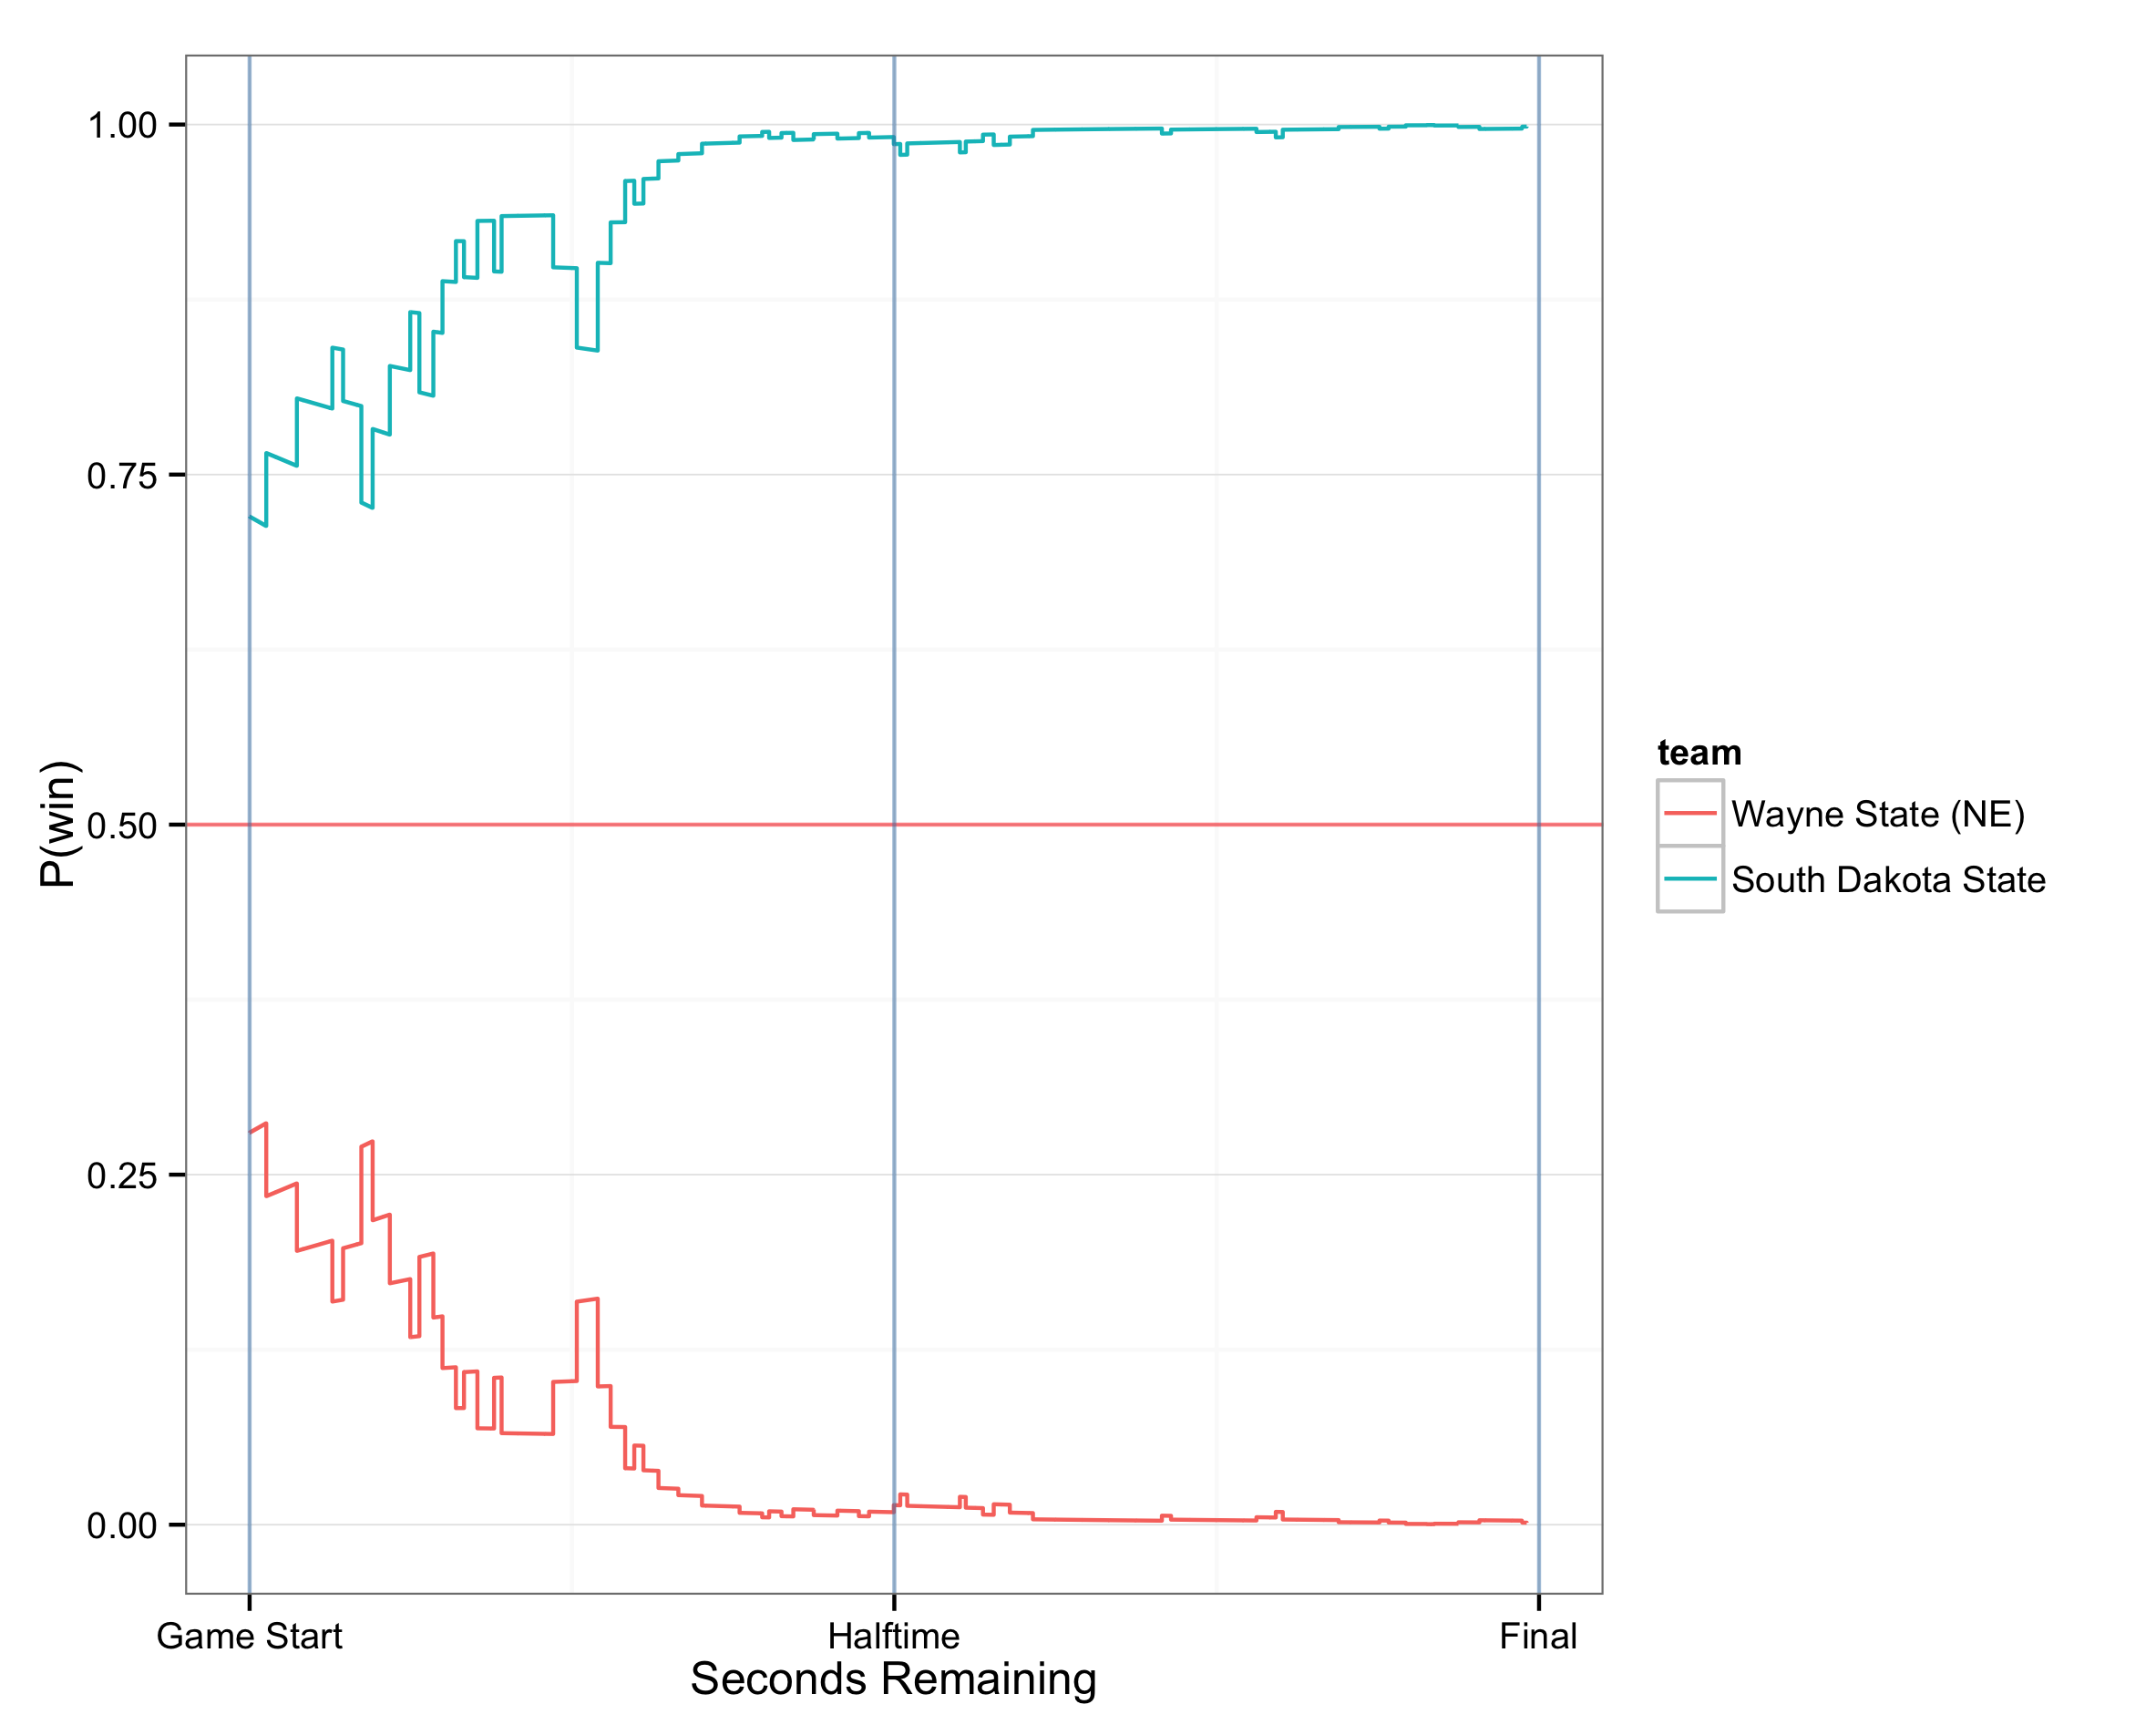 1.00
0.75
0.50
0.25
0.00
P(win)
Game Start
Halftime
Final
Seconds Remaining
team
Wayne State (NE)
South Dakota State